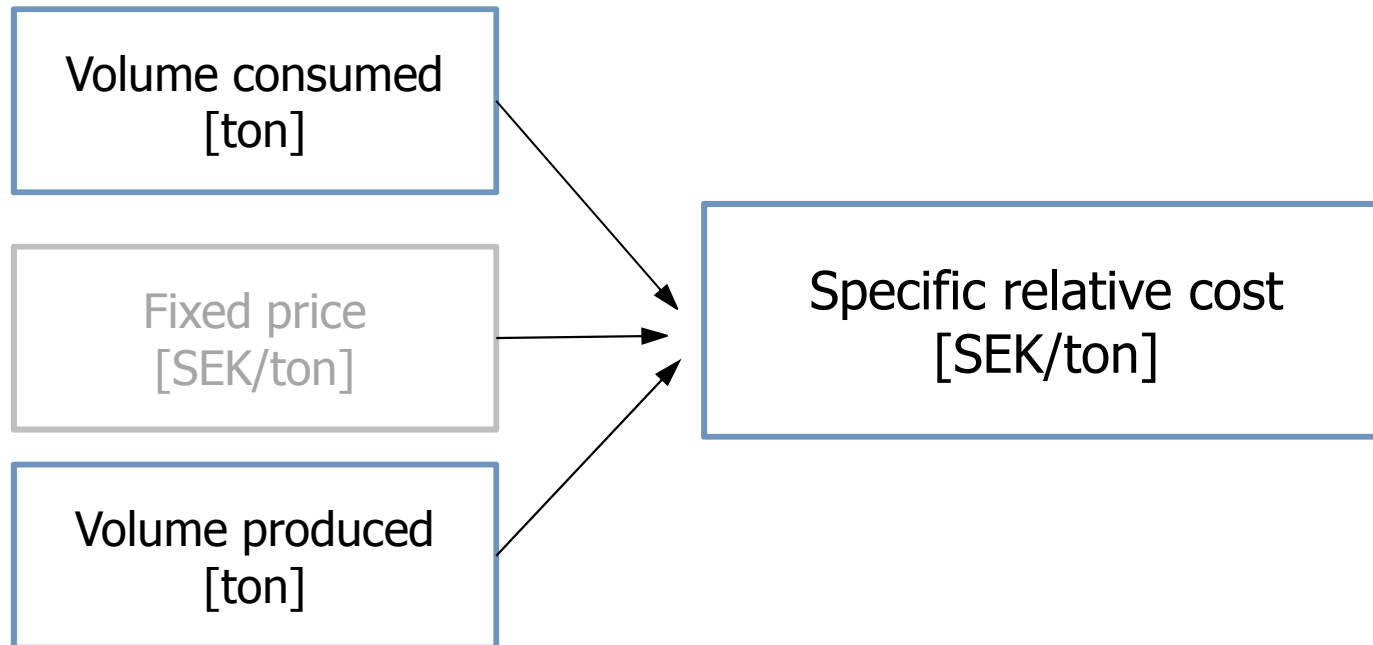 Volume consumed
[ton]
Fixed price
[SEK/ton]
Volume produced
[ton]
Specific relative cost
[SEK/ton]